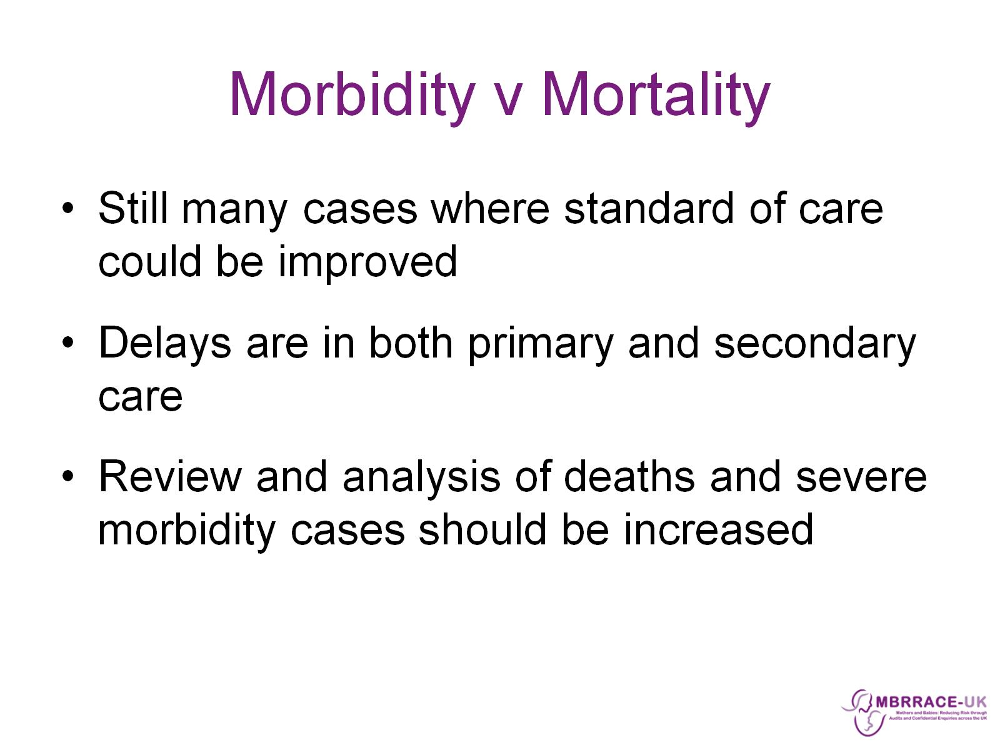 Morbidity v Mortality
• Still many cases where standard of care
could be improved
• Delays are in both primary and secondary
care
• Review and analysis of deaths and severe
morbidity cases should be increased
MBRRACE-UK
Mothers and Babies: Reducing Risk through
Audits and Confidential Enquiries across the UK